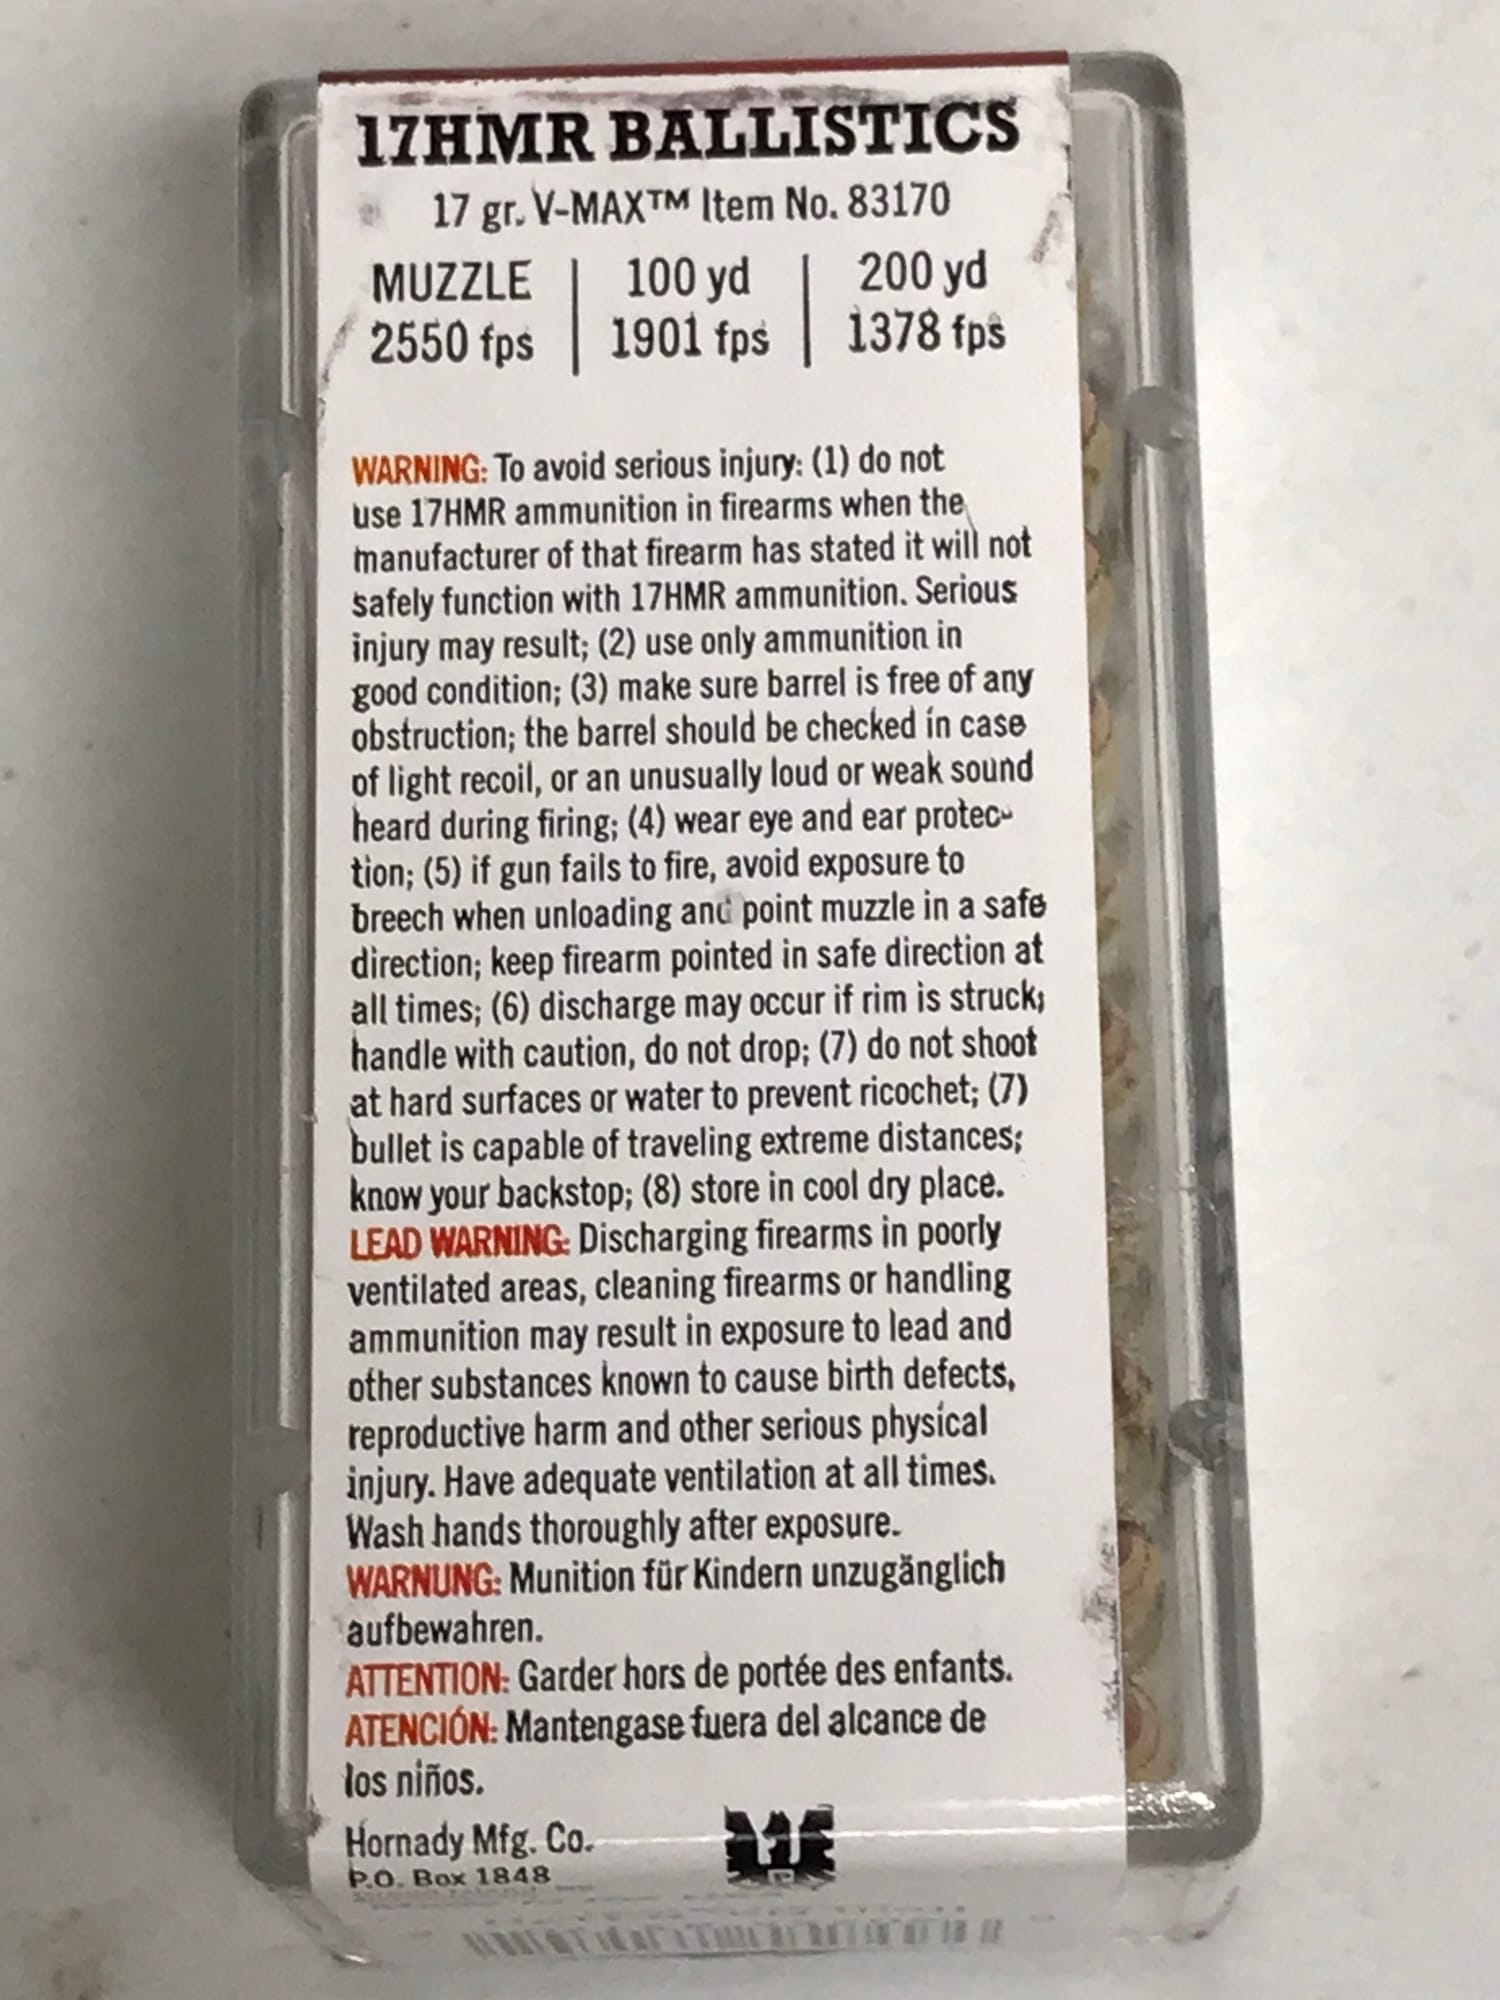 17HMR BALLISTICS
17 gr. V-MAX™ Item No. 83170
MUZZLE | 100 yd | 200 yd
2550 fps | 1901 fps | 1378 fps
WARNING: To avoid serious injury: (1) do not
use 17HMR ammunition in firearms when the
manufacturer of that firearm has stated it will not
safely function with 17HMR ammunition. Serious
injury may result; (2) use only ammunition in
good condition; (3) make sure barrel is free of any
obstruction; the barrel should be checked in case
of light recoil, or an unusually loud or weak sound
heard during firing; (4) wear eye and ear protec-
tion; (5) if gun fails to fire, avoid exposure to
breech when unloading and point muzzle in a safe
direction; keep firearm pointed in safe direction at
all times; (6) discharge may occur if rim is struck;
handle with caution, do not drop; (7) do not shoot
at hard surfaces or water to prevent ricochet; (7)
bullet is capable of traveling extreme distances;
know your backstop; (8) store in cool dry place.
LEAD WARNING: Discharging firearms in poorly
ventilated areas, cleaning firearms or handling
ammunition may result in exposure to lead and
other substances known to cause birth defects,
reproductive harm and other serious physical
injury. Have adequate ventilation at all times.
Wash hands thoroughly after exposure.
WARNUNG: Munition für Kindern unzugänglich
aufbewahren.
ATTENTION: Garder hors de portée des enfants.
ATENCIÓN: Mantengase fuera del alcance de
los niños.
Hornady Mfg. Co.
P.O. Box 1848